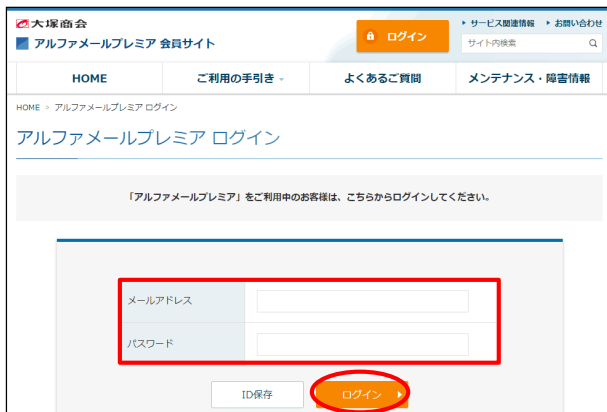 大塚商会
アルファメールプレミア 会員サイト
ログイン
サービス関連情報 お問い合わせ
サイト内検索
HOME ご利用の手引き よくあるご質問 メンテナンス・障害情報
HOME > アルファメールプレミア ログイン
アルファメールプレミア ログイン
「アルファメールプレミア」をご利用中のお客様は、こちらからログインしてください。
メールアドレス
パスワード
ID保存 ログイン